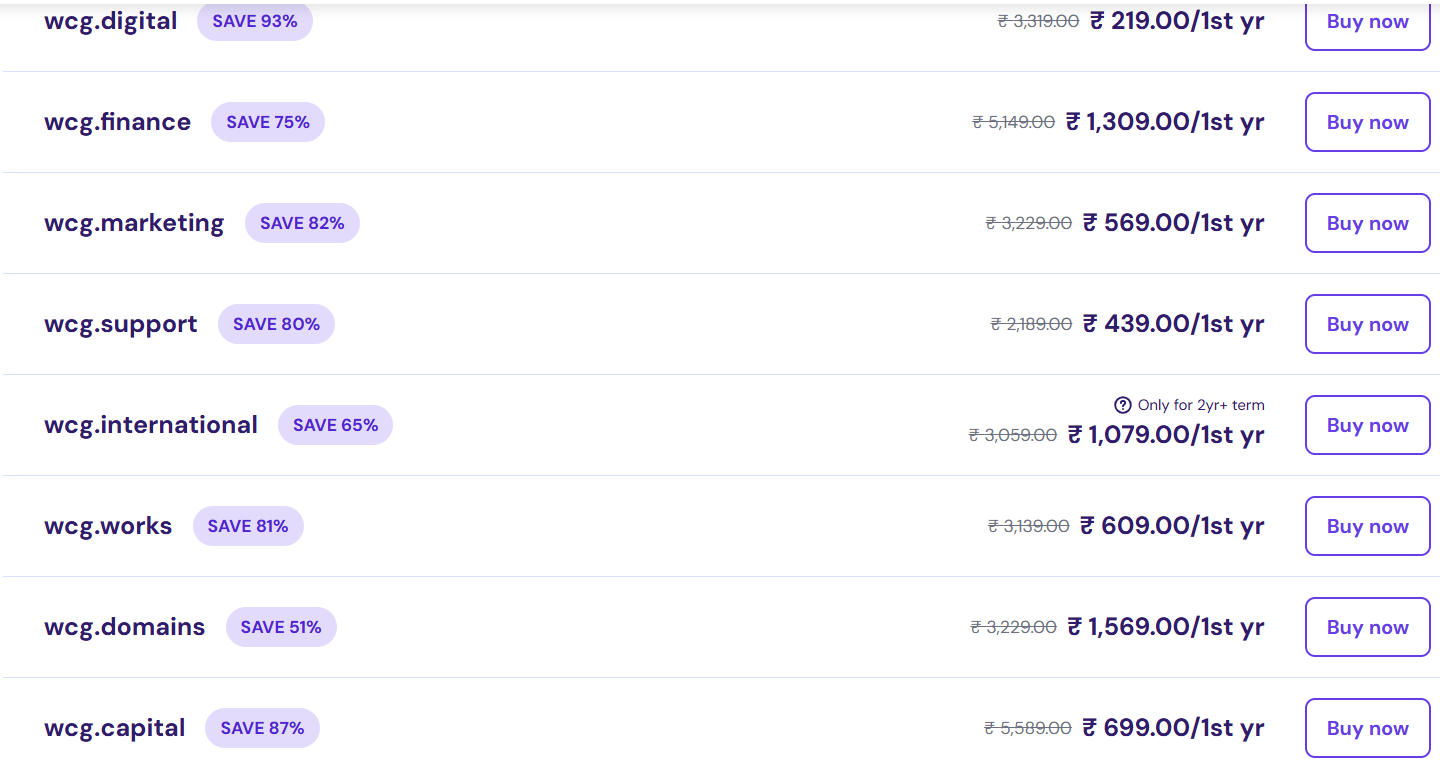 wcg.digital SAVE 93% ₹ 3,319.00 ₹ 219.00/1st yr Buy now
wcg.finance SAVE 75% ₹ 5,149.00 ₹ 1,309.00/1st yr Buy now
wcg.marketing SAVE 82% ₹ 3,229.00 ₹ 569.00/1st yr Buy now
wcg.support SAVE 80% ₹ 2,189.00 ₹ 439.00/1st yr Buy now
Only for 2yr+ term
wcg.international SAVE 65% ₹ 3,059.00 ₹ 1,079.00/1st yr Buy now
wcg.works SAVE 81% ₹ 3,139.00 ₹ 609.00/1st yr Buy now
wcg.domains SAVE 51% ₹ 3,229.00 ₹ 1,569.00/1st yr Buy now
wcg.capital SAVE 87% ₹ 5,589.00 ₹ 699.00/1st yr Buy now